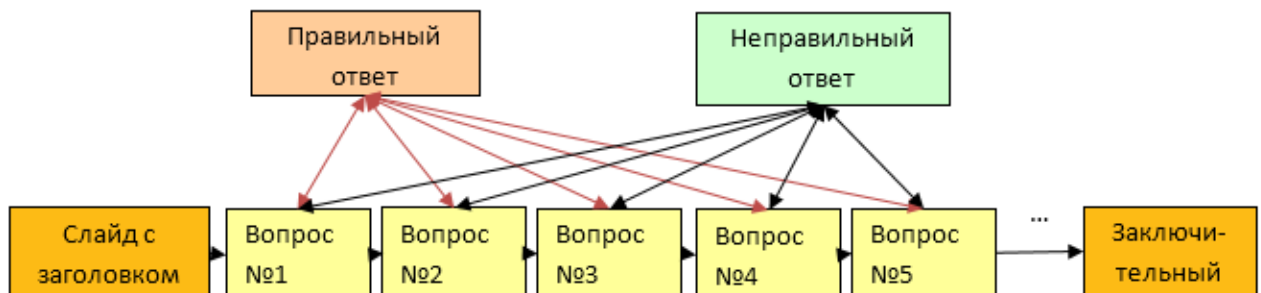 Правильный
ответ
Неправильный
ответ
Слайд с
заголовком
Вопрос
№1
Вопрос
№2
Вопрос
№3
Вопрос
№4
Вопрос
№5
...
Заключи-
тельный